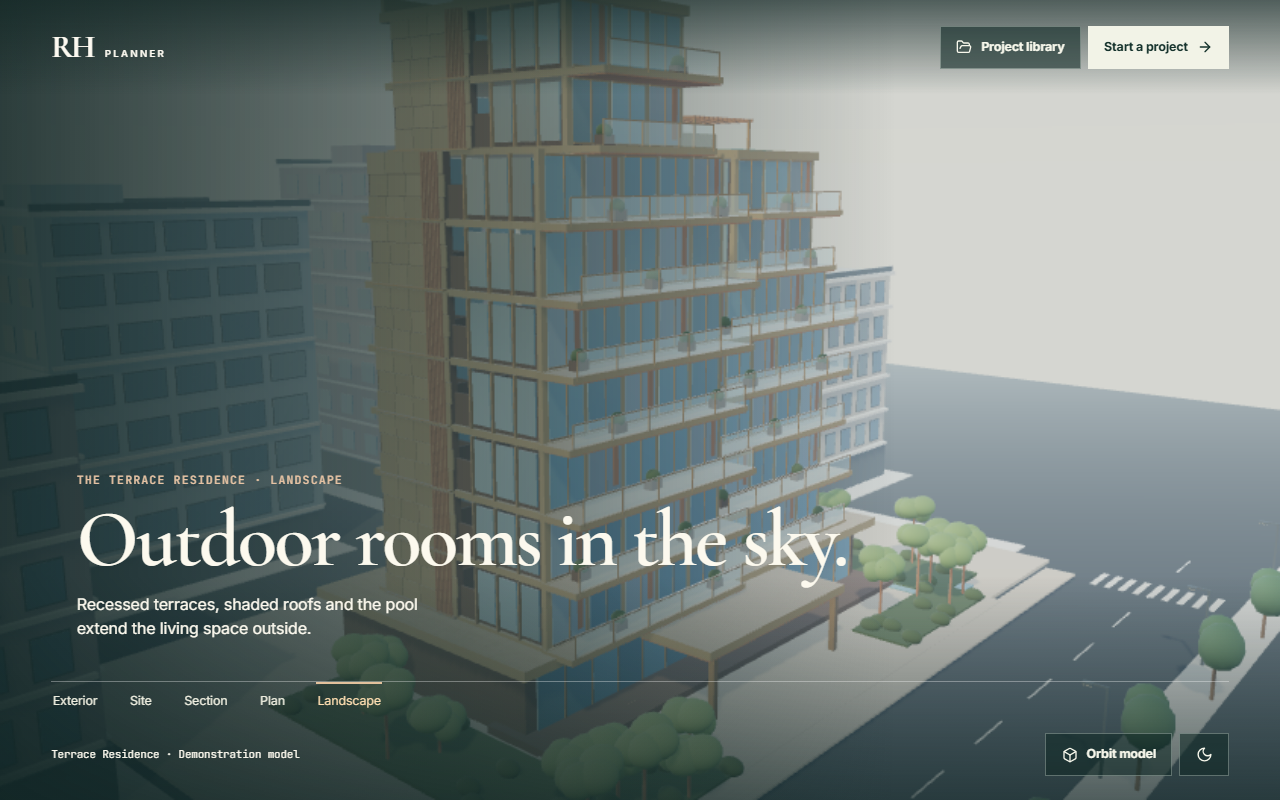 RH PLANNER
Project library
Start a project
THE TERRACE RESIDENCE · LANDSCAPE
Outdoor rooms in the sky.
Recessed terraces, shaded roofs and the pool
extend the living space outside.
Exterior Site Section Plan Landscape
Terrace Residence · Demonstration model
Orbit model